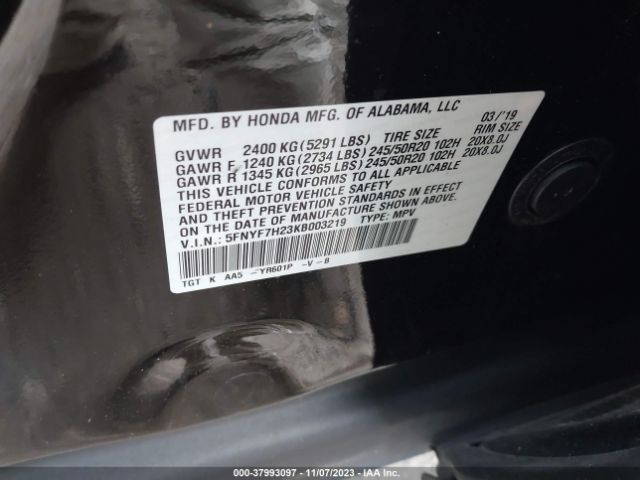 MFD. BY HONDA MFG. OF ALABAMA, LLC 03/'19
GVWR 2400 KG (5291 LBS) TIRE SIZE RIM SIZE
GAWR F 1240 KG (2734 LBS) 245/50R20 102H 20X8.0J
GAWR R 1345 KG (2965 LBS) 245/50R20 102H 20X8.0J
THIS VEHICLE CONFORMS TO ALL APPLICABLE
FEDERAL MOTOR VEHICLE SAFETY
AND THEFT PREVENTION STANDARDS IN EFFECT
ON THE DATE OF MANUFACTURE SHOWN ABOVE.
V.I.N.: 5FNYF7H23KB003219 TYPE: MPV
TGT K AA5 - YR601P -V - B
000-37993097 - 11/07/2023 - IAAI.COM